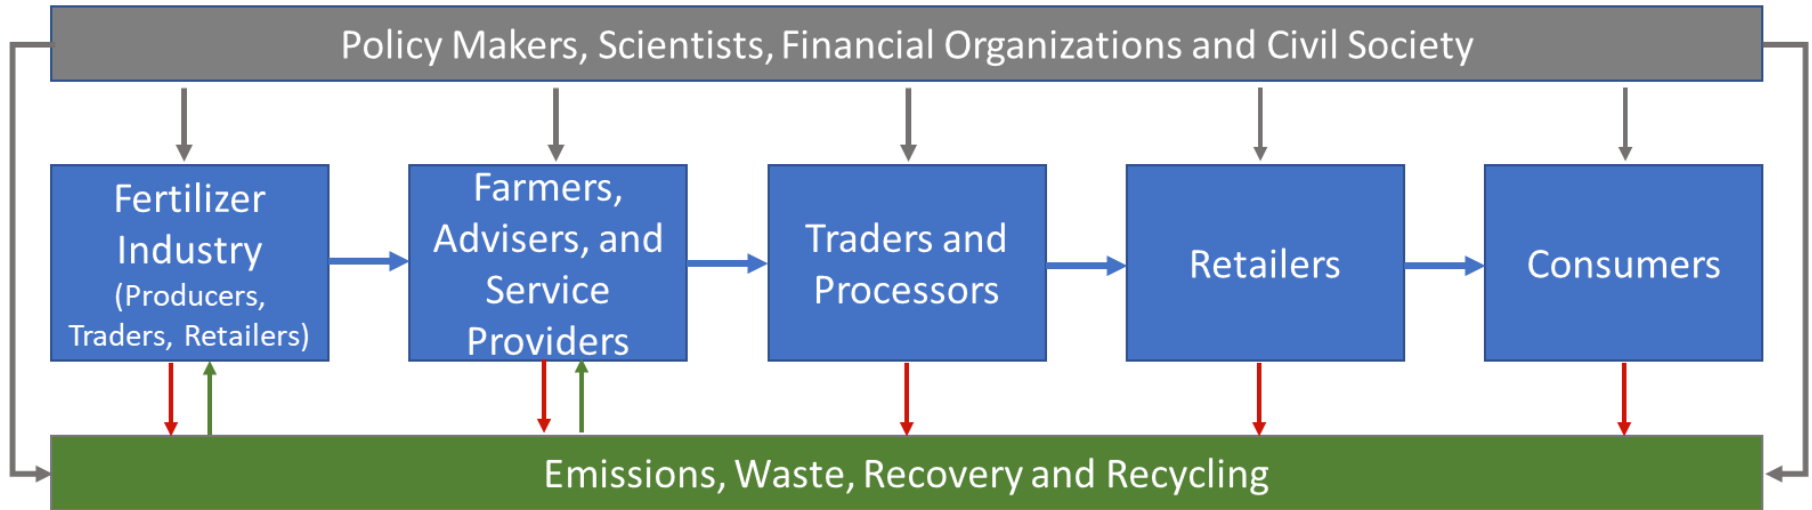 Policy Makers, Scientists, Financial Organizations and Civil Society
Fertilizer
Industry
(Producers,
Traders, Retailers)
Farmers,
Advisers, and
Service
Providers
Traders and
Processors
Retailers
Consumers
Emissions, Waste, Recovery and Recycling